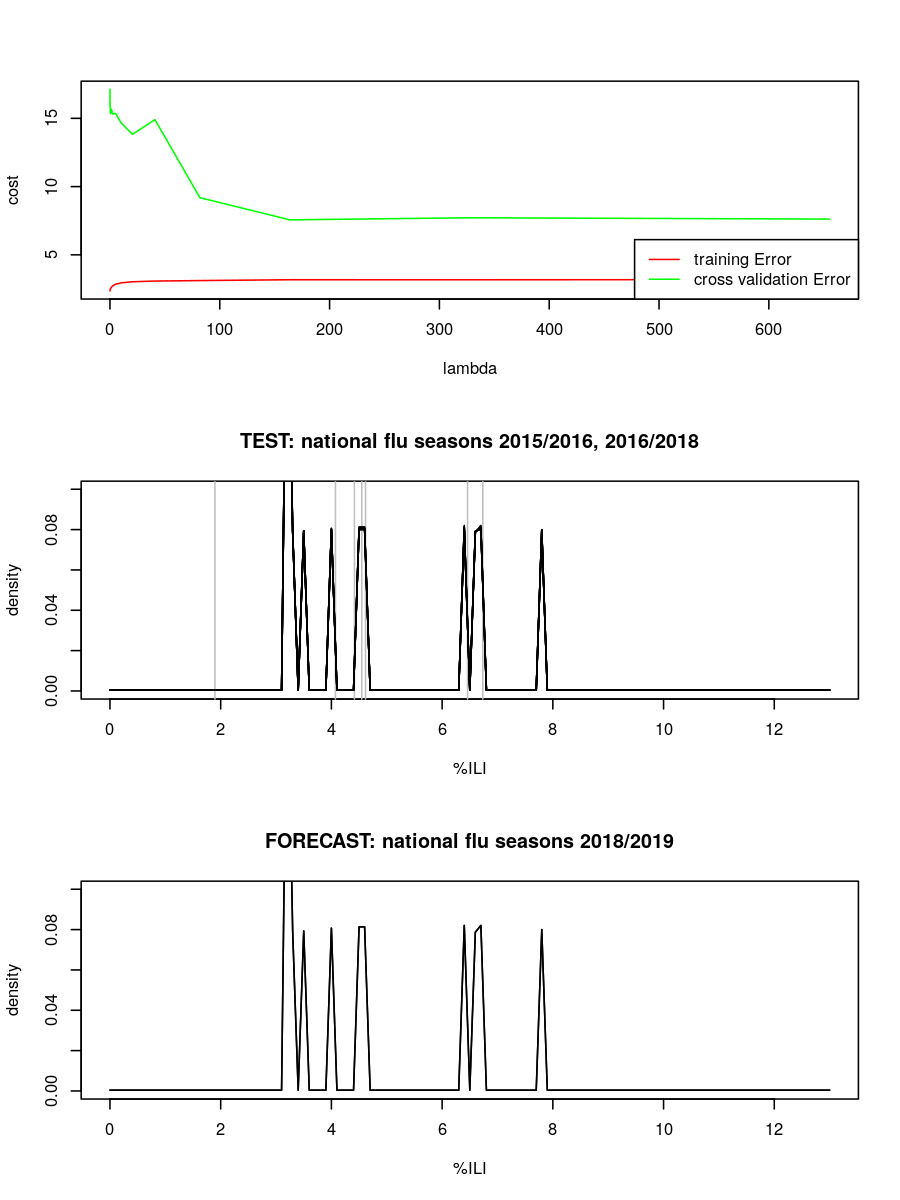 cost
15
10
5
training Error
cross validation Error
0 100 200 300 400 500 600
lambda
TEST: national flu seasons 2015/2016, 2016/2018
density
0.08
0.04
0.00
0 2 4 6 8 10 12
%ILI
FORECAST: national flu seasons 2018/2019
density
0.08
0.04
0.00
0 2 4 6 8 10 12
%ILI